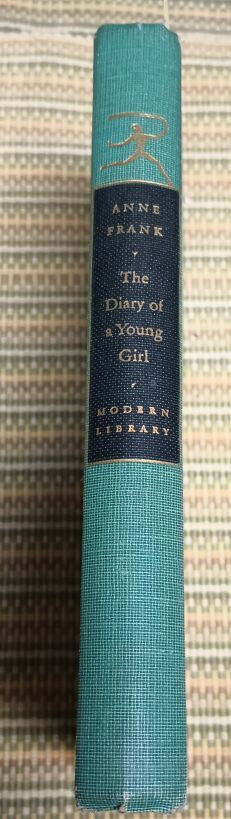 ANNE
FRANK
The
Diary of
a Young
Girl
MODERN
LIBRARY